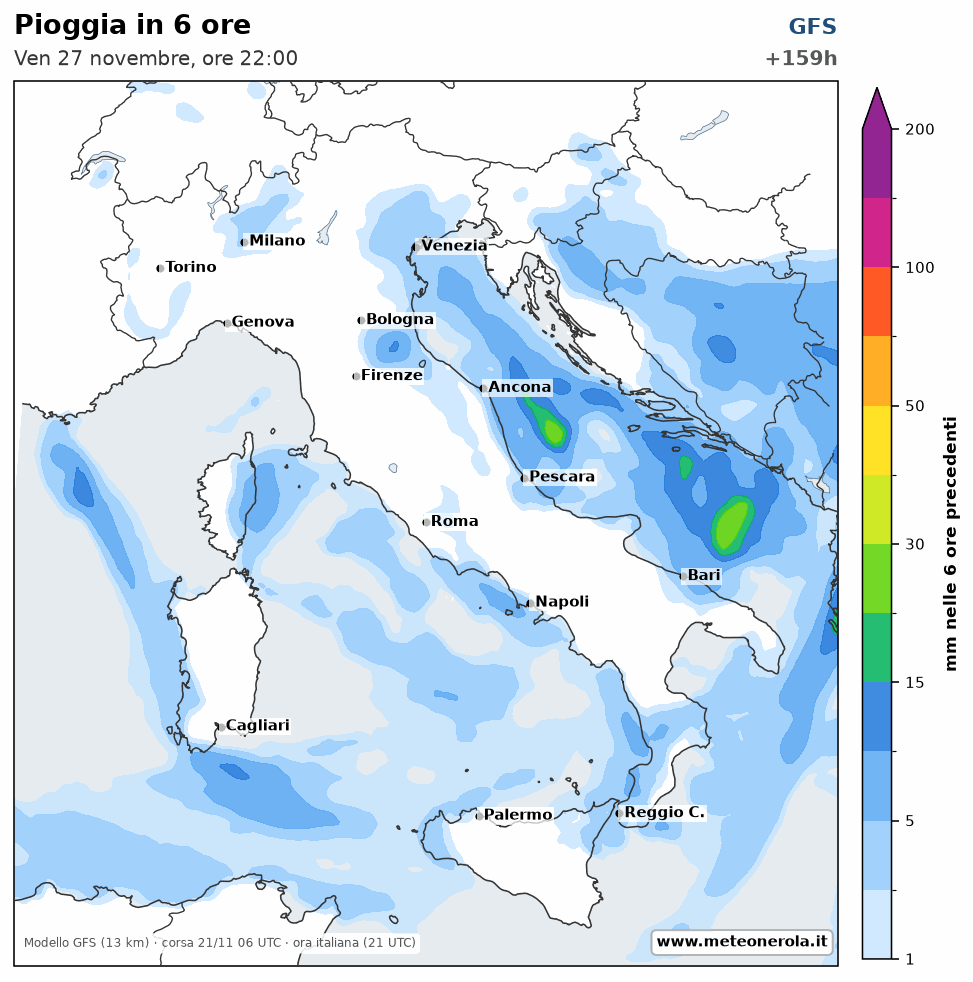 Pioggia in 6 ore
GFS
Ven 27 novembre, ore 22:00
+159h
200
100
50
30
15
5
1
mm nelle 6 ore precedenti
Milano
Venezia
Torino
Genova
Bologna
Firenze
Ancona
Pescara
Roma
Bari
Napoli
Cagliari
Palermo
Reggio C.
Modello GFS (13 km) · corsa 21/11 06 UTC · ora italiana (21 UTC)
www.meteonerola.it